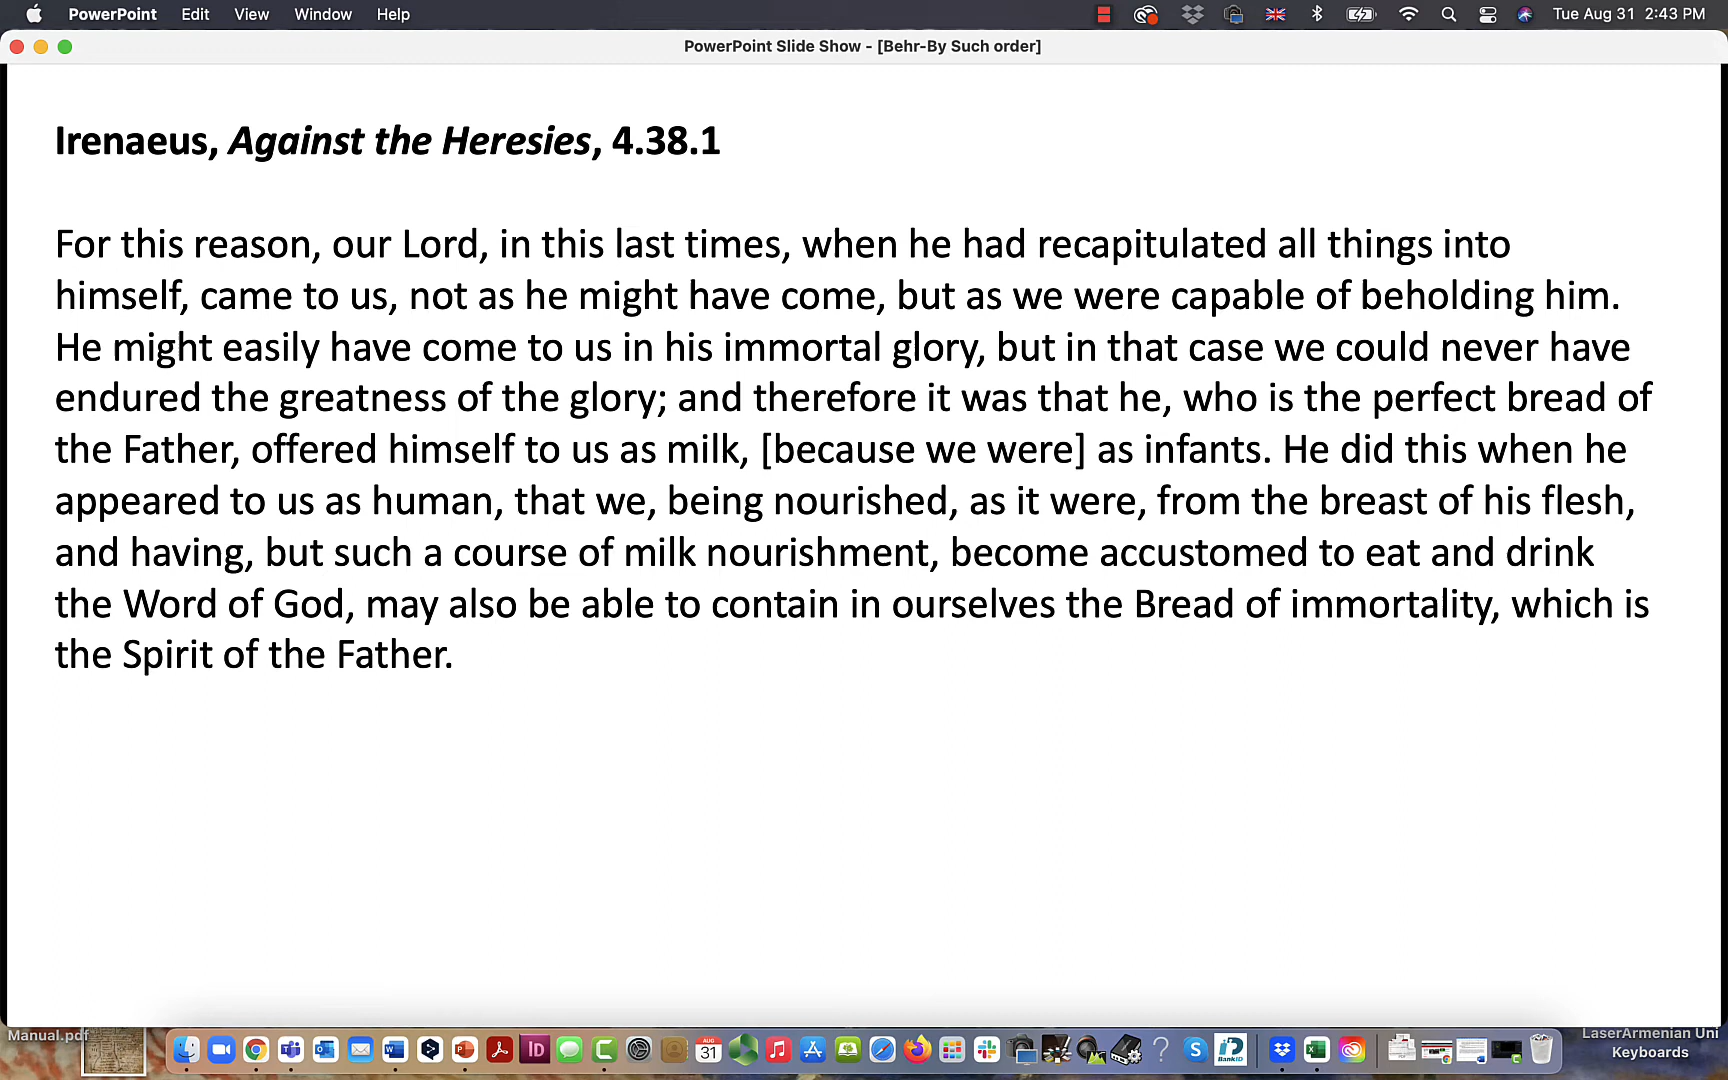 PowerPoint Edit View Window Help Tue Aug 31 2:43 PM
PowerPoint Slide Show - [Behr-By Such order]
Irenaeus, Against the Heresies, 4.38.1
For this reason, our Lord, in this last times, when he had recapitulated all things into
himself, came to us, not as he might have come, but as we were capable of beholding him.
He might easily have come to us in his immortal glory, but in that case we could never have
endured the greatness of the glory; and therefore it was that he, who is the perfect bread of
the Father, offered himself to us as milk, [because we were] as infants. He did this when he
appeared to us as human, that we, being nourished, as it were, from the breast of his flesh,
and having, but such a course of milk nourishment, become accustomed to eat and drink
the Word of God, may also be able to contain in ourselves the Bread of immortality, which is
the Spirit of the Father.
Manual.pdf
AUG
31
ID
BankID
LaserArmenian Uni
Keyboards